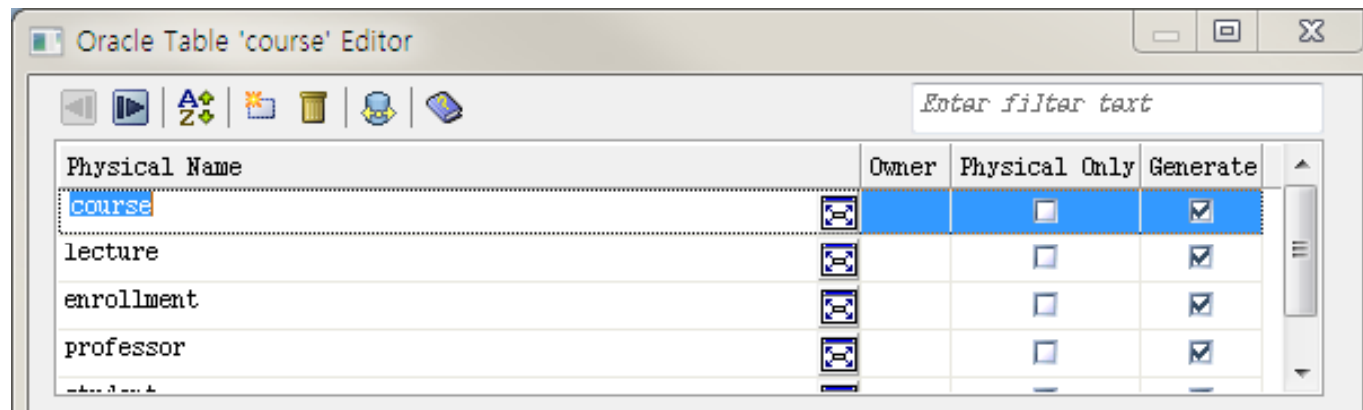 Oracle Table 'course' Editor
Enter filter text
Physical Name Owner Physical Only Generate
course
lecture
enrollment
professor